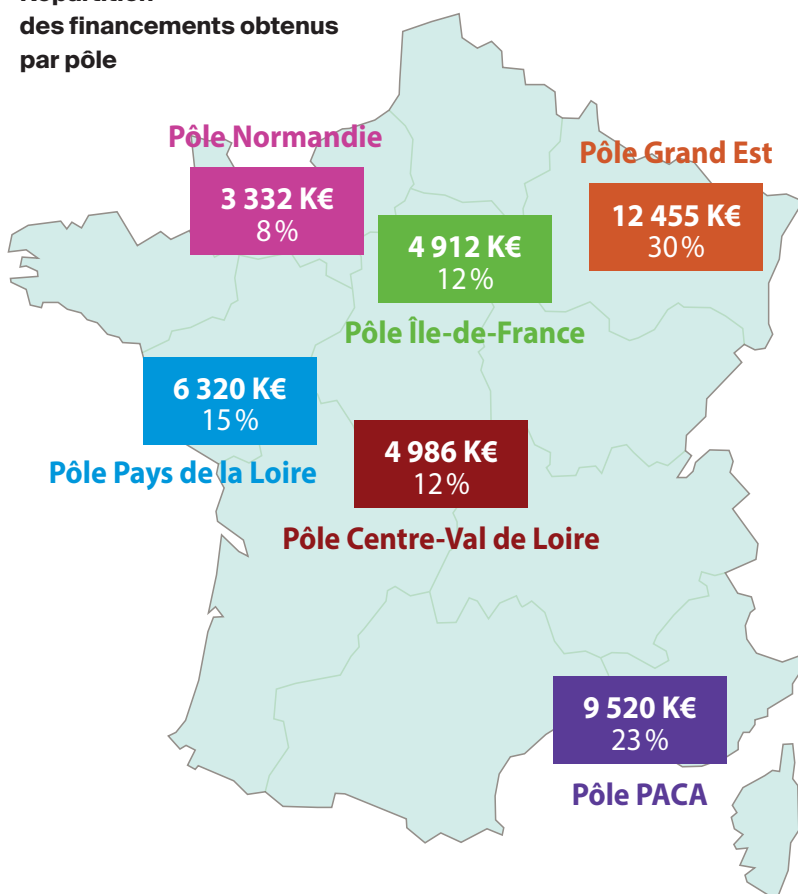 Répartition
des financements obtenus
par pôle
Pôle Normandie
3 332 K€
8 %
Pôle Grand Est
12 455 K€
30 %
4 912 K€
12 %
Pôle Île-de-France
6 320 K€
15 %
Pôle Pays de la Loire
4 986 K€
12 %
Pôle Centre-Val de Loire
9 520 K€
23 %
Pôle PACA